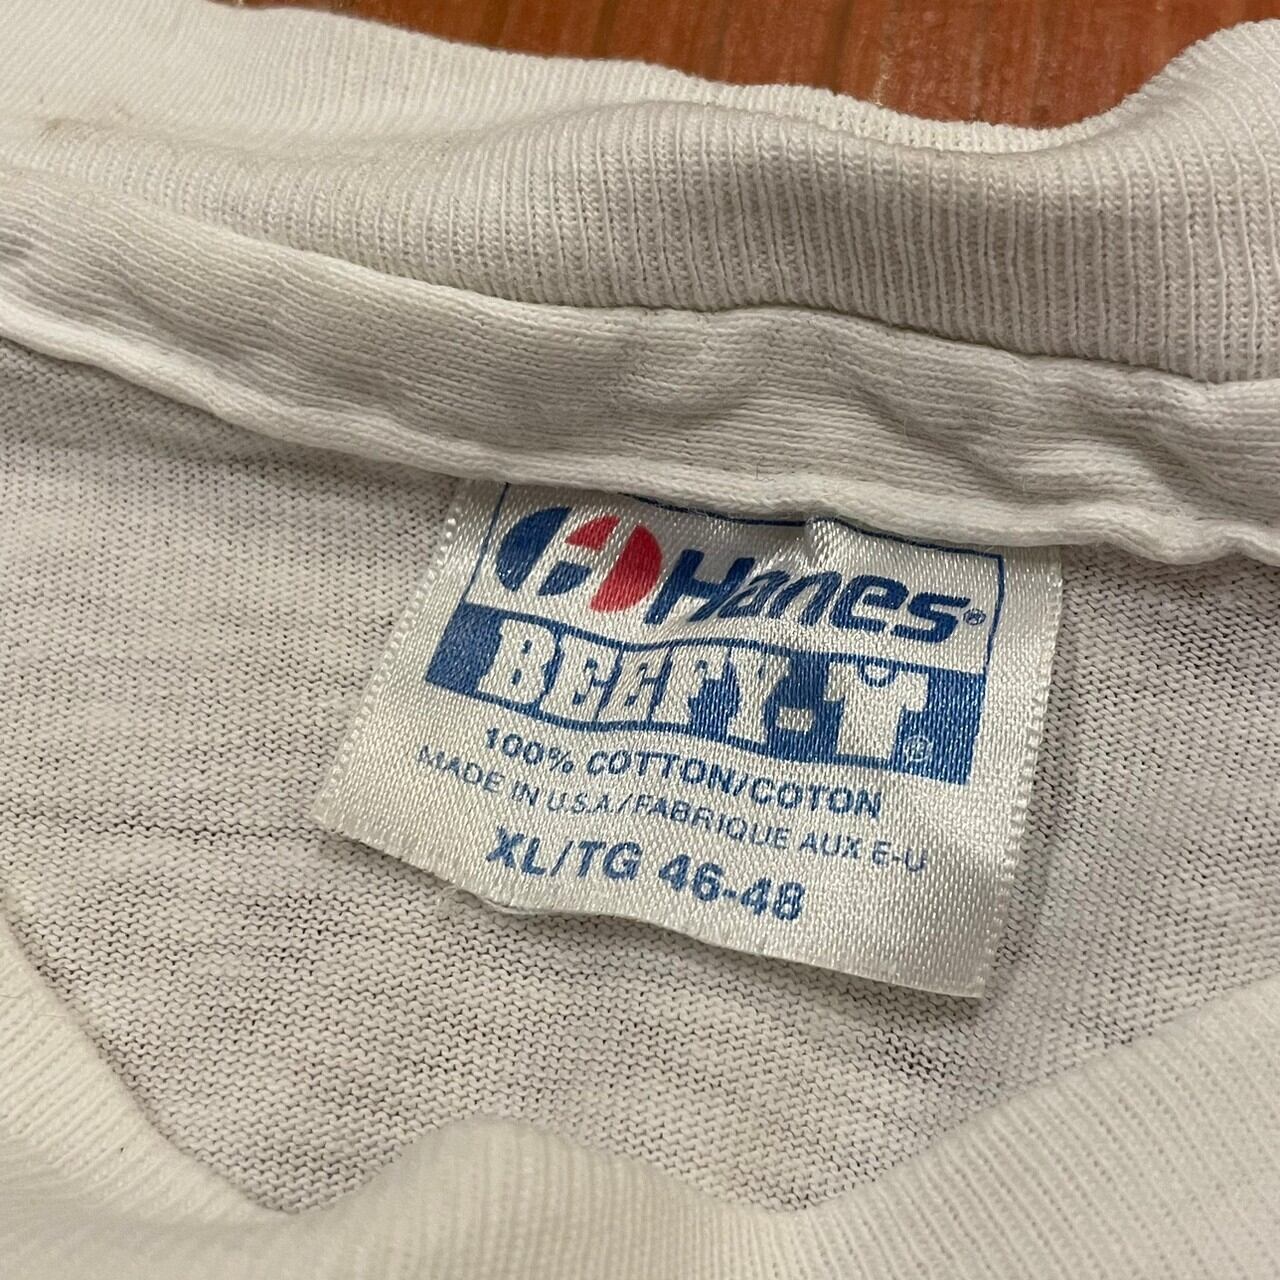 Hanes®
BEEFY-T®
100% COTTON/COTON
MADE IN U.S.A./FABRIQUE AUX E-U
XL/TG 46-48